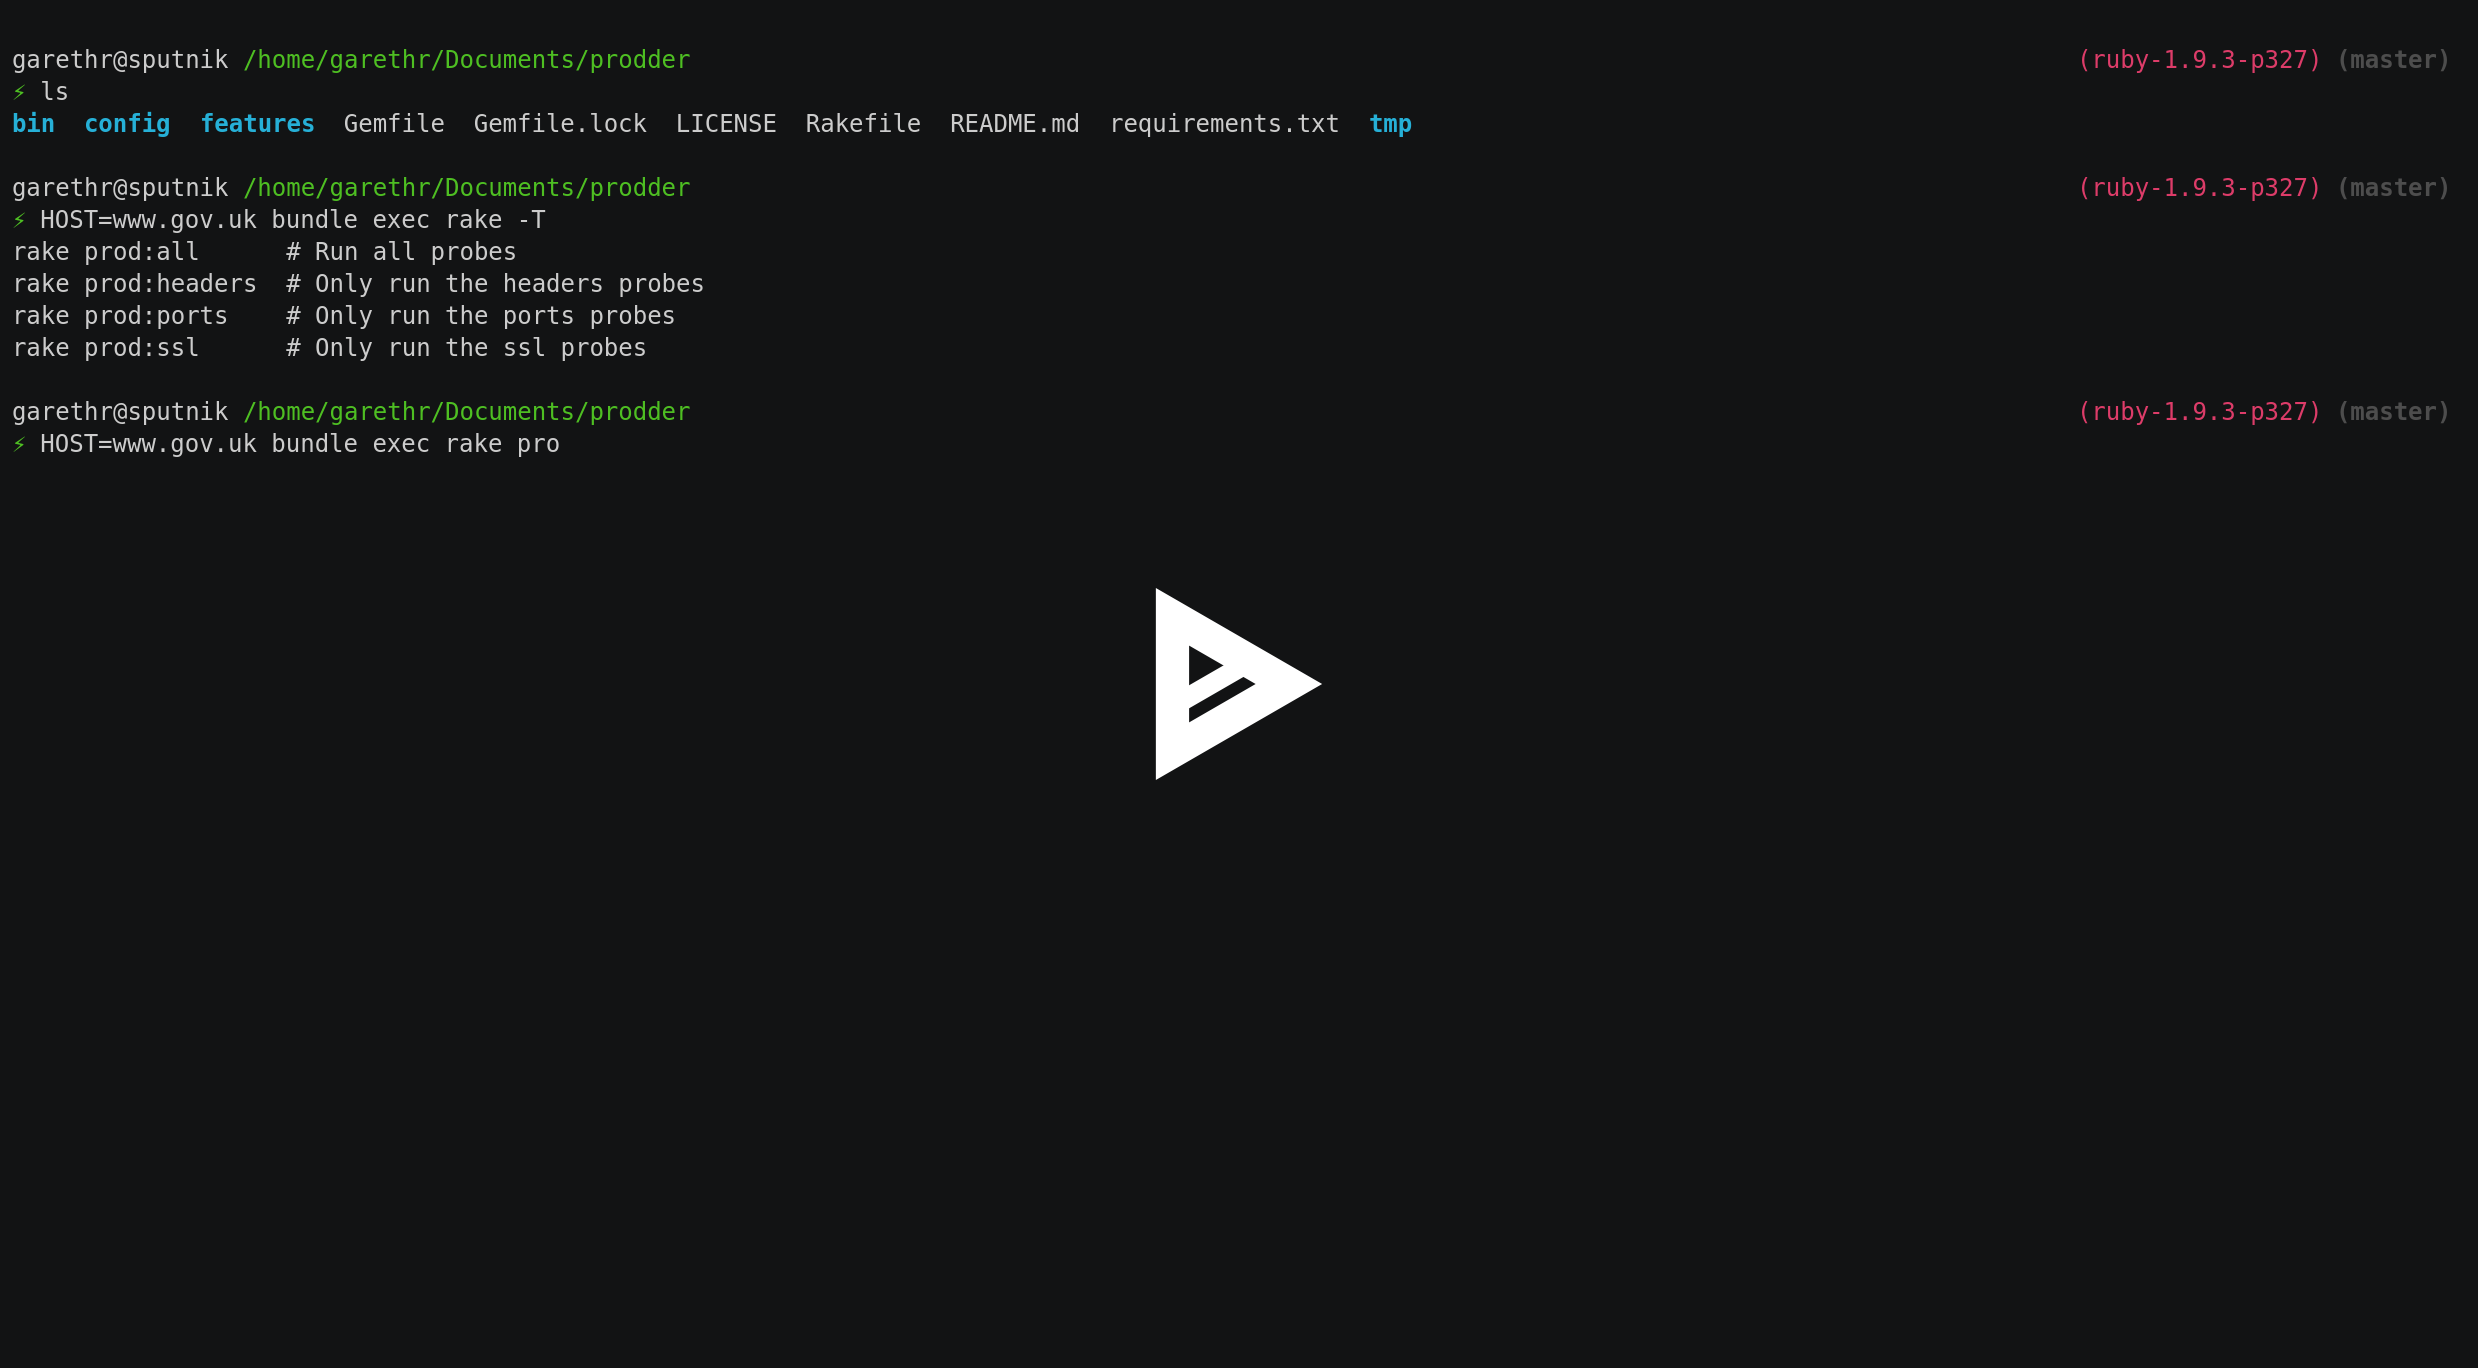 garethr@sputnik /home/garethr/Documents/prodder (ruby-1.9.3-p327) (master)
⚡ ls
bin  config  features  Gemfile  Gemfile.lock  LICENSE  Rakefile  README.md  requirements.txt  tmp
garethr@sputnik /home/garethr/Documents/prodder (ruby-1.9.3-p327) (master)
⚡ HOST=www.gov.uk bundle exec rake -T
rake prod:all      # Run all probes
rake prod:headers  # Only run the headers probes
rake prod:ports    # Only run the ports probes
rake prod:ssl      # Only run the ssl probes
garethr@sputnik /home/garethr/Documents/prodder (ruby-1.9.3-p327) (master)
⚡ HOST=www.gov.uk bundle exec rake pro